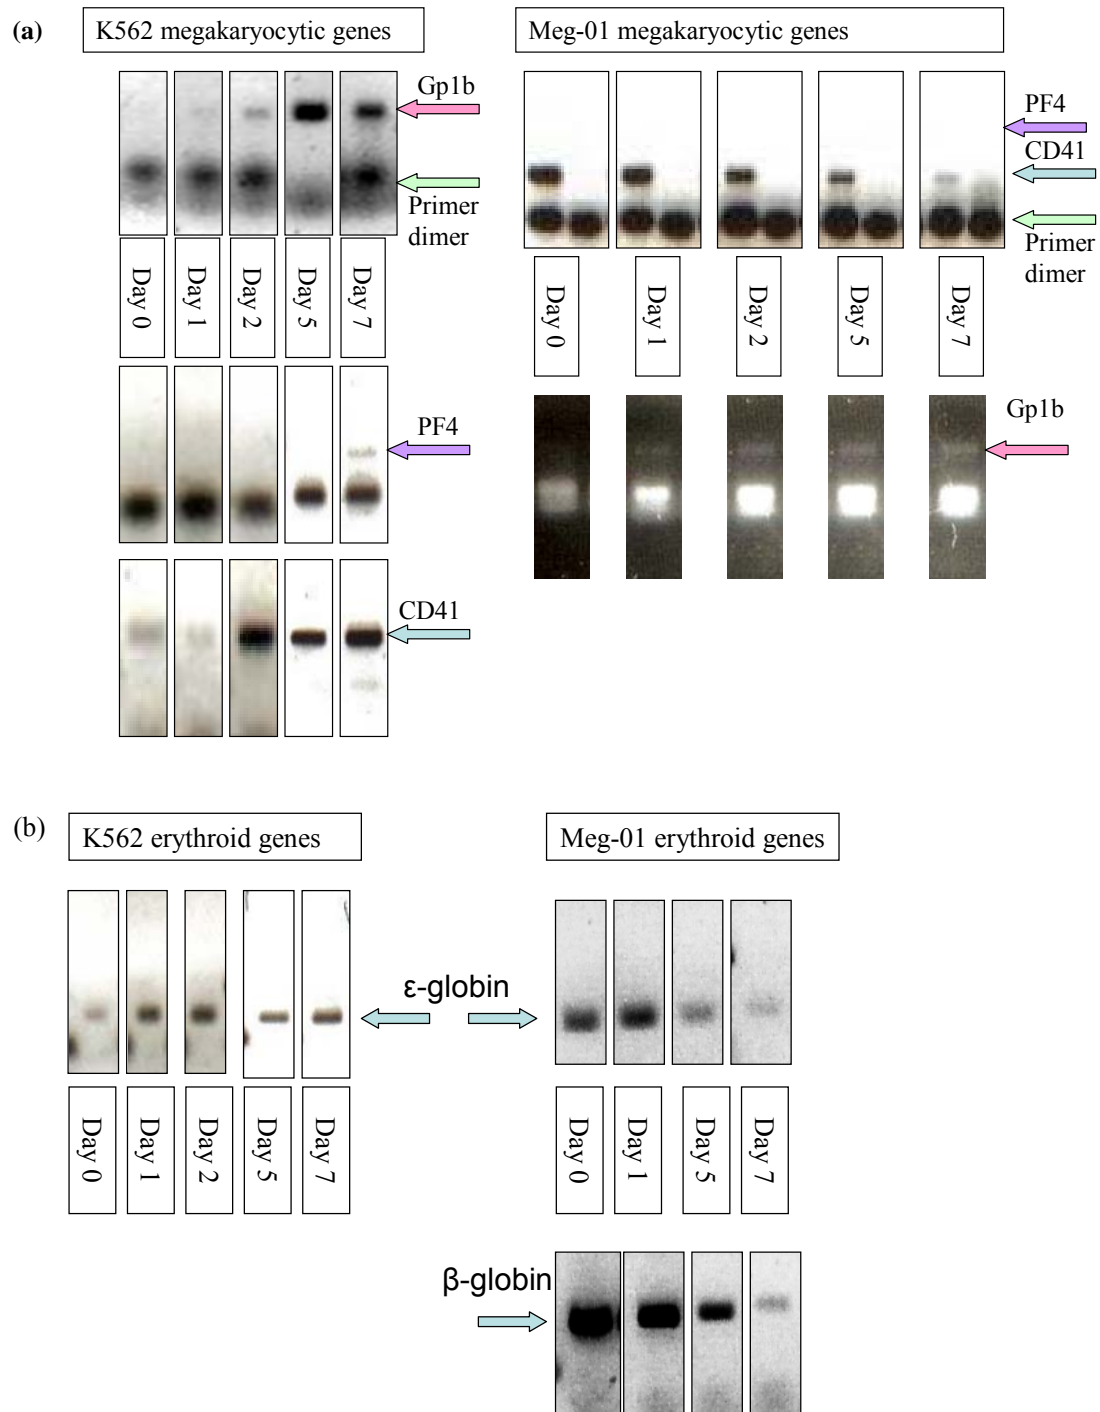 (a)
K562 megakaryocytic genes
Meg-01 megakaryocytic genes
Gp1b
Primer
dimer
Day 0
Day 1
Day 2
Day 5
Day 7
PF4
CD41
PF4
CD41
Primer
dimer
Day 0
Day 1
Day 2
Day 5
Day 7
Gp1b
(b)
K562 erythroid genes
Meg-01 erythroid genes
ε-globin
Day 0
Day 1
Day 2
Day 5
Day 7
Day 0
Day 1
Day 5
Day 7
β-globin